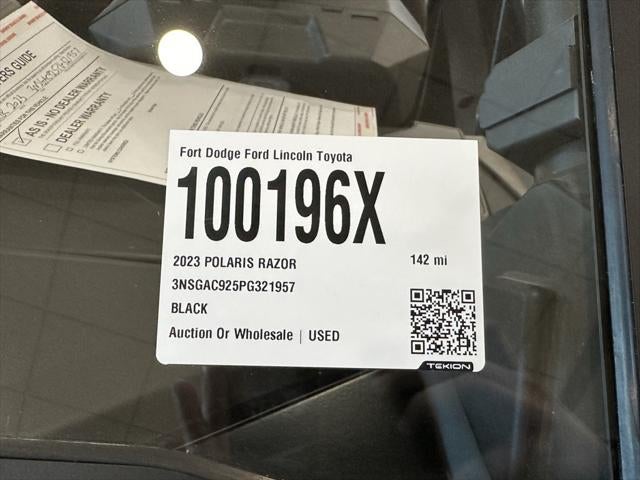 ERS GUIDE
AS IS - NO DEALER WARRANTY
DEALER WARRANTY
Fort Dodge Ford Lincoln Toyota
100196X
2023 POLARIS RAZOR 142 mi
3NSGAC925PG321957
BLACK
Auction Or Wholesale | USED
TEKION